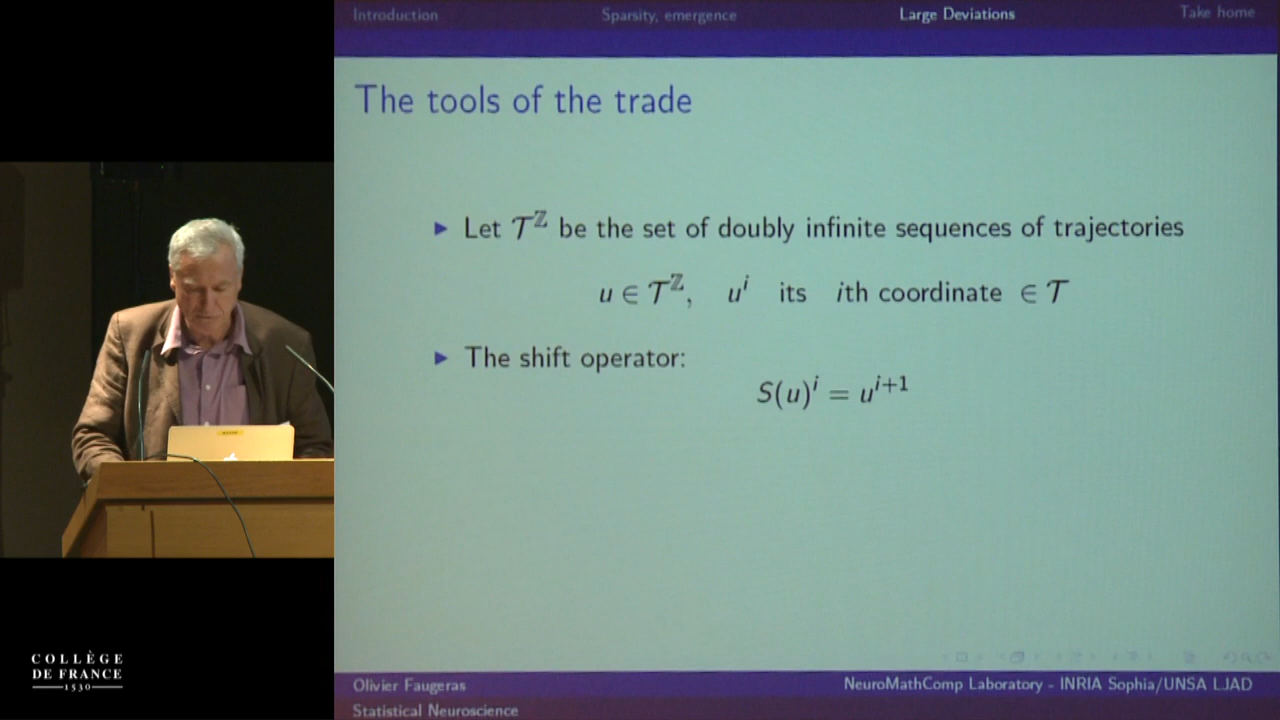 Introduction Sparsity, emergence Large Deviations Take home
The tools of the trade
▶ Let 𝒯^ℤ be the set of doubly infinite sequences of trajectories
u ∈ 𝒯^ℤ, u^i its ith coordinate ∈ 𝒯
▶ The shift operator:
S(u)^i = u^{i+1}
Olivier Faugeras NeuroMathComp Laboratory - INRIA Sophia/UNSA LJAD
Statistical Neuroscience
COLLÈGE
DE FRANCE
1530